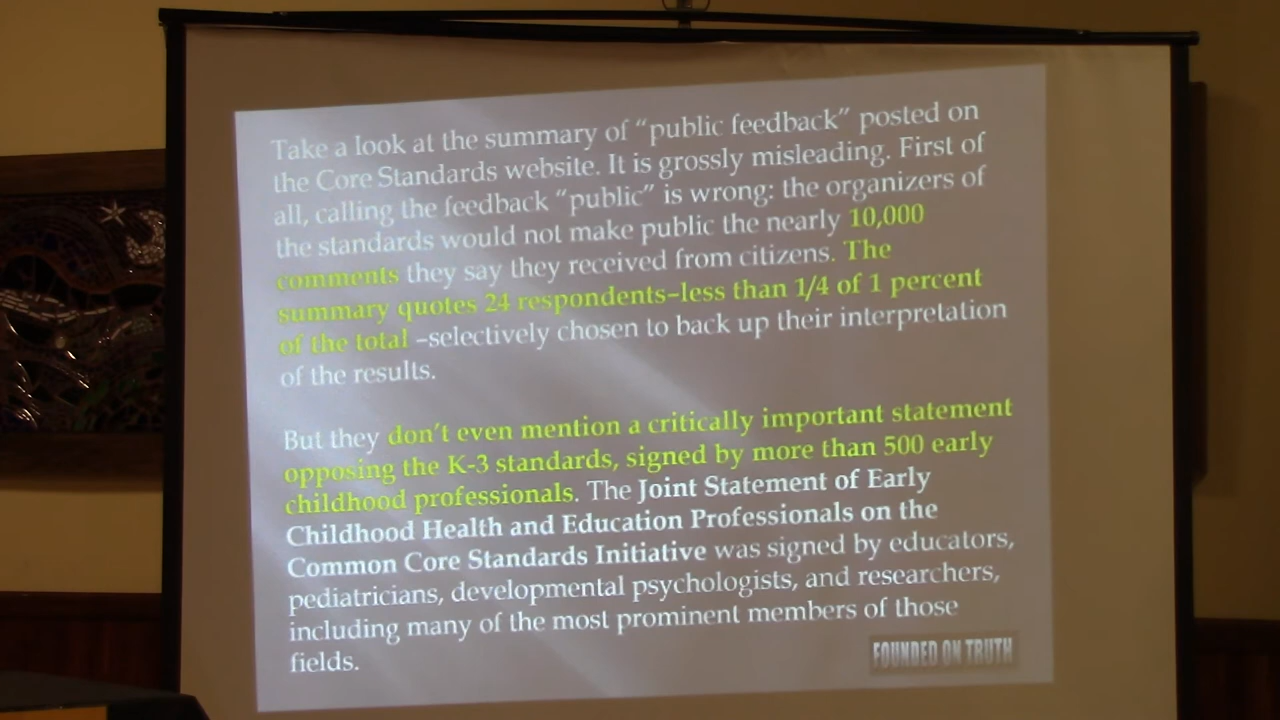 Take a look at the summary of “public feedback” posted on
the Core Standards website. It is grossly misleading. First of
all, calling the feedback “public” is wrong: the organizers of
the standards would not make public the nearly 10,000
comments they say they received from citizens. The
summary quotes 24 respondents–less than 1/4 of 1 percent
of the total –selectively chosen to back up their interpretation
of the results.
But they don’t even mention a critically important statement
opposing the K-3 standards, signed by more than 500 early
childhood professionals. The Joint Statement of Early
Childhood Health and Education Professionals on the
Common Core Standards Initiative was signed by educators,
pediatricians, developmental psychologists, and researchers,
including many of the most prominent members of those
fields.
FOUNDED ON TRUTH